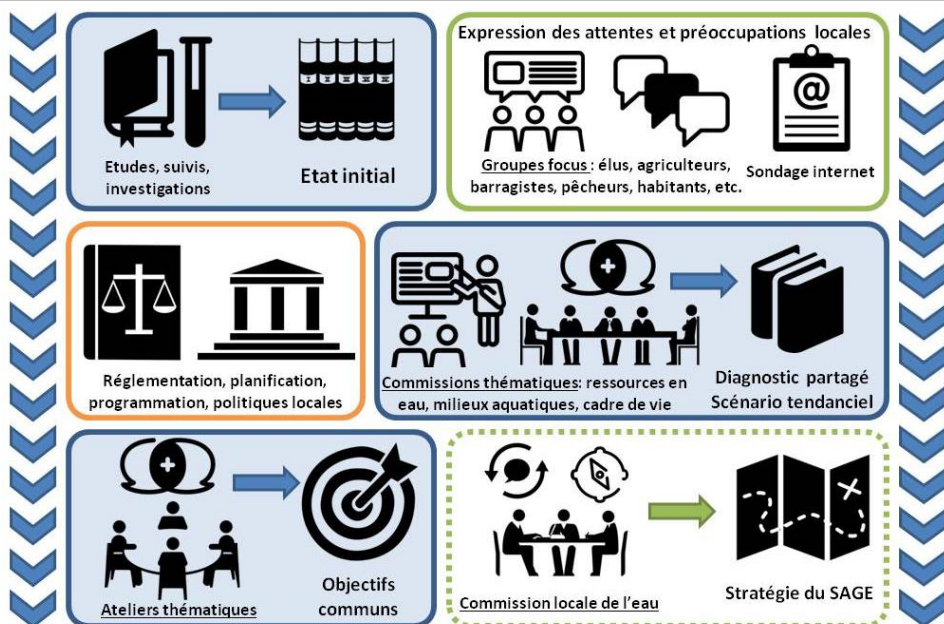 Etudes, suivis,
investigations
Etat initial
Expression des attentes et préoccupations locales
@
Groupes focus : élus, agriculteurs,
barragistes, pêcheurs, habitants, etc.
Sondage internet
Réglementation, planification,
programmation, politiques locales
Commissions thématiques: ressources en
eau, milieux aquatiques, cadre de vie
Diagnostic partagé
Scénario tendanciel
Ateliers thématiques
Objectifs
communs
Commission locale de l'eau
Stratégie du SAGE